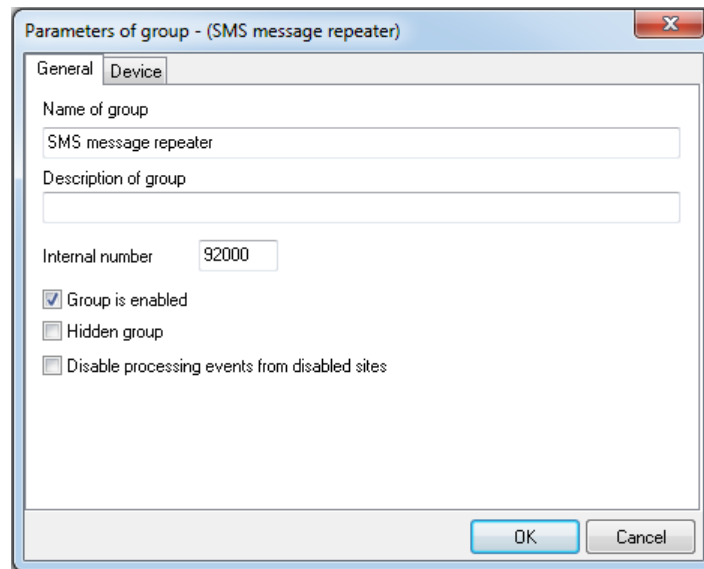 Parameters of group - (SMS message repeater)
General Device
Name of group
SMS message repeater
Description of group
Internal number 92000
Group is enabled
Hidden group
Disable processing events from disabled sites
OK Cancel